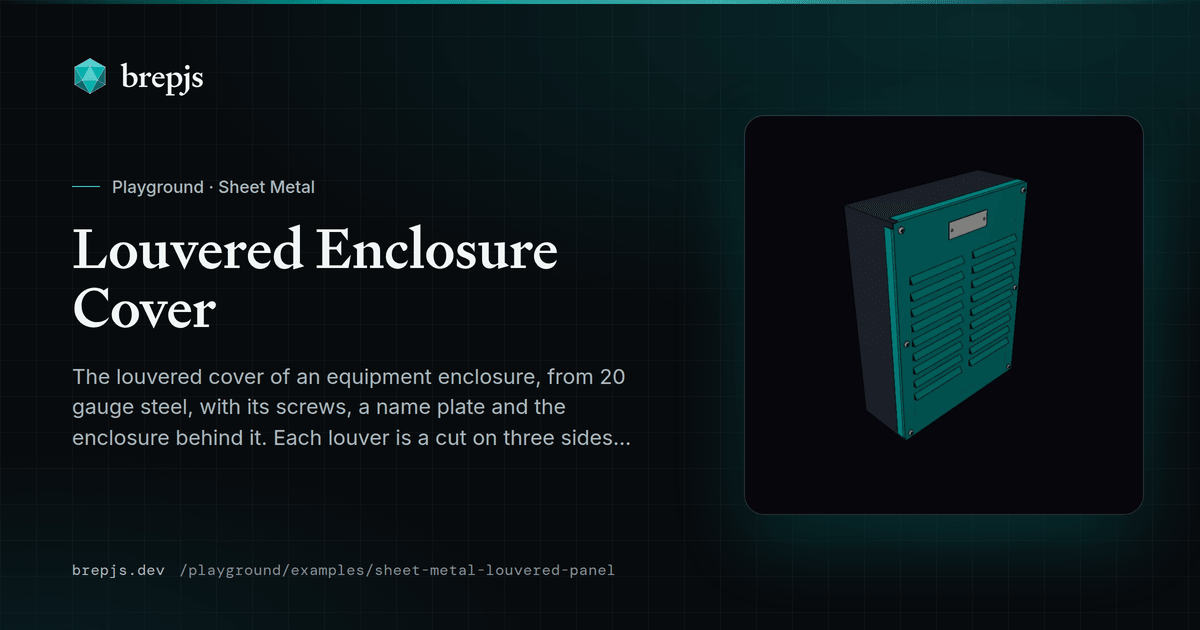 brepjs
Playground · Sheet Metal
Louvered Enclosure
Cover
The louvered cover of an equipment enclosure, from 20
gauge steel, with its screws, a name plate and the
enclosure behind it. Each louver is a cut on three sides...
brepjs.dev /playground/examples/sheet-metal-louvered-panel